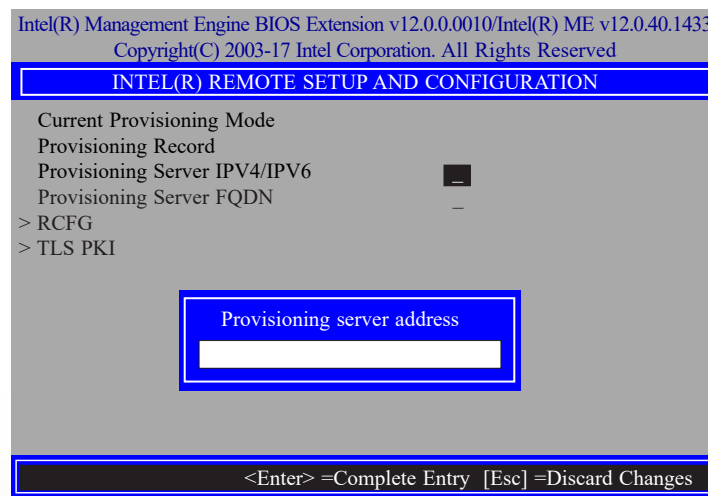 Intel(R) Management Engine BIOS Extension v12.0.0.0010/Intel(R) ME v12.0.40.1433
Copyright(C) 2003-17 Intel Corporation. All Rights Reserved
INTEL(R) REMOTE SETUP AND CONFIGURATION
Current Provisioning Mode
Provisioning Record
Provisioning Server IPV4/IPV6 _
Provisioning Server FQDN _
> RCFG
> TLS PKI
Provisioning server address
<Enter> =Complete Entry [Esc] =Discard Changes